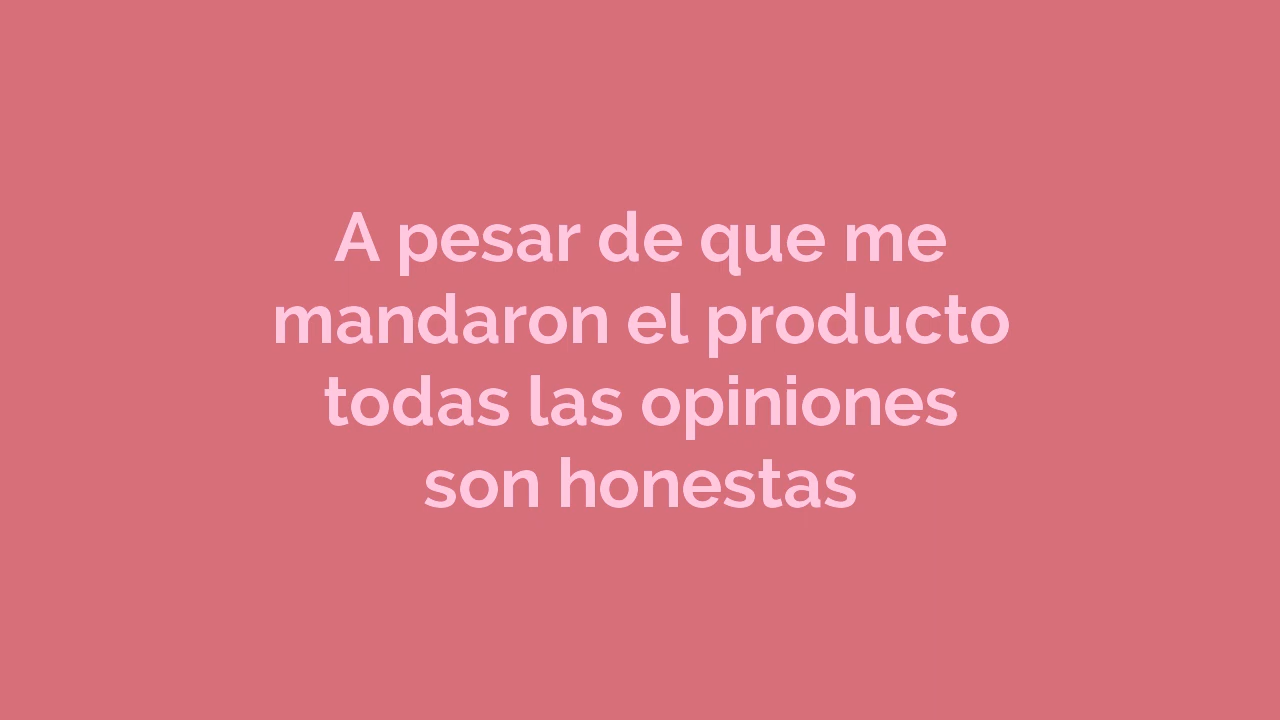 A pesar de que me
mandaron el producto
todas las opiniones
son honestas